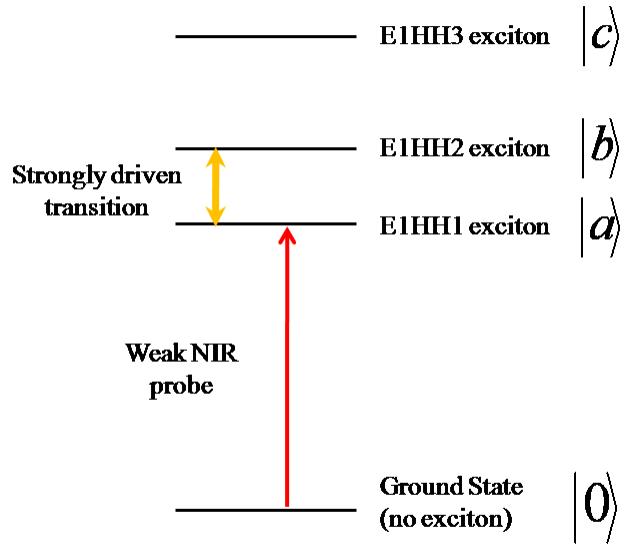 E1HH3 exciton |c⟩
E1HH2 exciton |b⟩
Strongly driven
transition
E1HH1 exciton |a⟩
Weak NIR
probe
Ground State
(no exciton) |0⟩